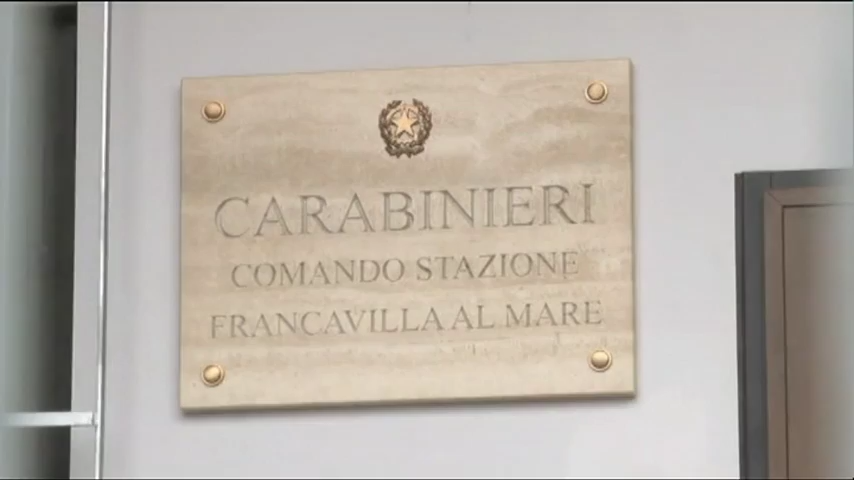 CARABINIERI
COMANDO STAZIONE
FRANCAVILLA AL MARE